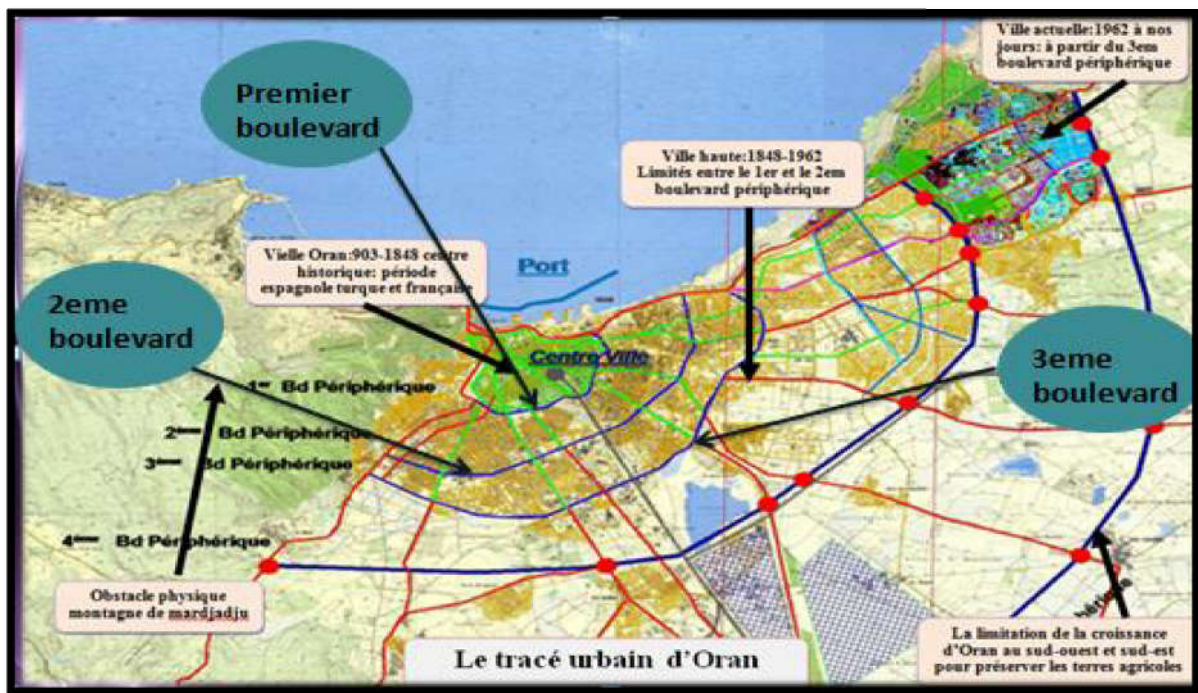 Ville actuelle:1962 à nos
jours: à partir du 3em
boulevard périphérique
Premier
boulevard
Ville haute:1848-1962
Limités entre le 1er et le 2em
boulevard périphérique
Vielle Oran:903-1848 centre
historique: période
espagnole turque et française
Port
2eme
boulevard
Centre Ville
3eme
boulevard
1er Bd Périphérique
2ème Bd Périphérique
3ème Bd Périphérique
4ème Bd Périphérique
Obstacle physique
montagne de mardjadju
La limitation de la croissance
d'Oran au sud-ouest et sud-est
pour préserver les terres agricoles
Le tracé urbain d'Oran